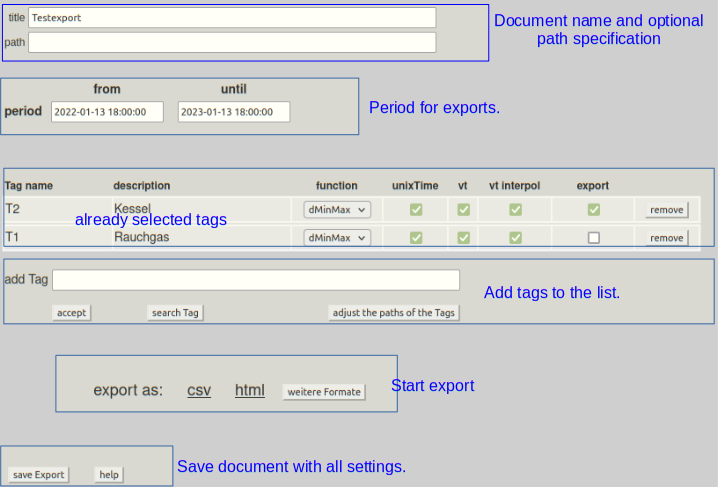 title Testexport
path
Document name and optional
path specification
from until
period 2022-01-13 18:00:00 2023-01-13 18:00:00
Period for exports.
Tag name description function unixTime vt vt interpol export
T2 Kessel dMinMax remove
already selected tags
T1 Rauchgas dMinMax remove
add Tag
Add tags to the list.
accept search Tag adjust the paths of the Tags
export as: csv html weitere Formate
Start export
save Export help
Save document with all settings.